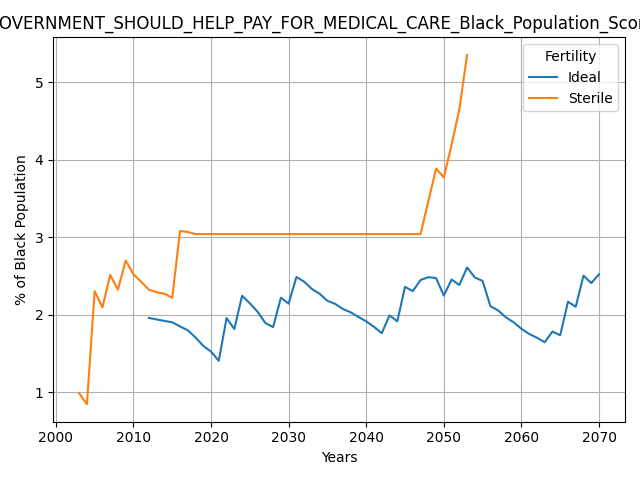 OVERNMENT_SHOULD_HELP_PAY_FOR_MEDICAL_CARE_Black_Population_Scor
Fertility
Ideal
Sterile
% of Black Population
5
4
3
2
1
2000 2010 2020 2030 2040 2050 2060 2070
Years